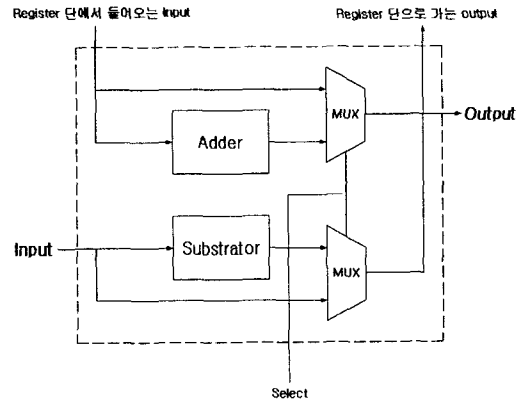 Register 단에서 들어오는 input
Register 단으로 가는 output
MUX
Output
Adder
Input
Substrator
MUX
Select